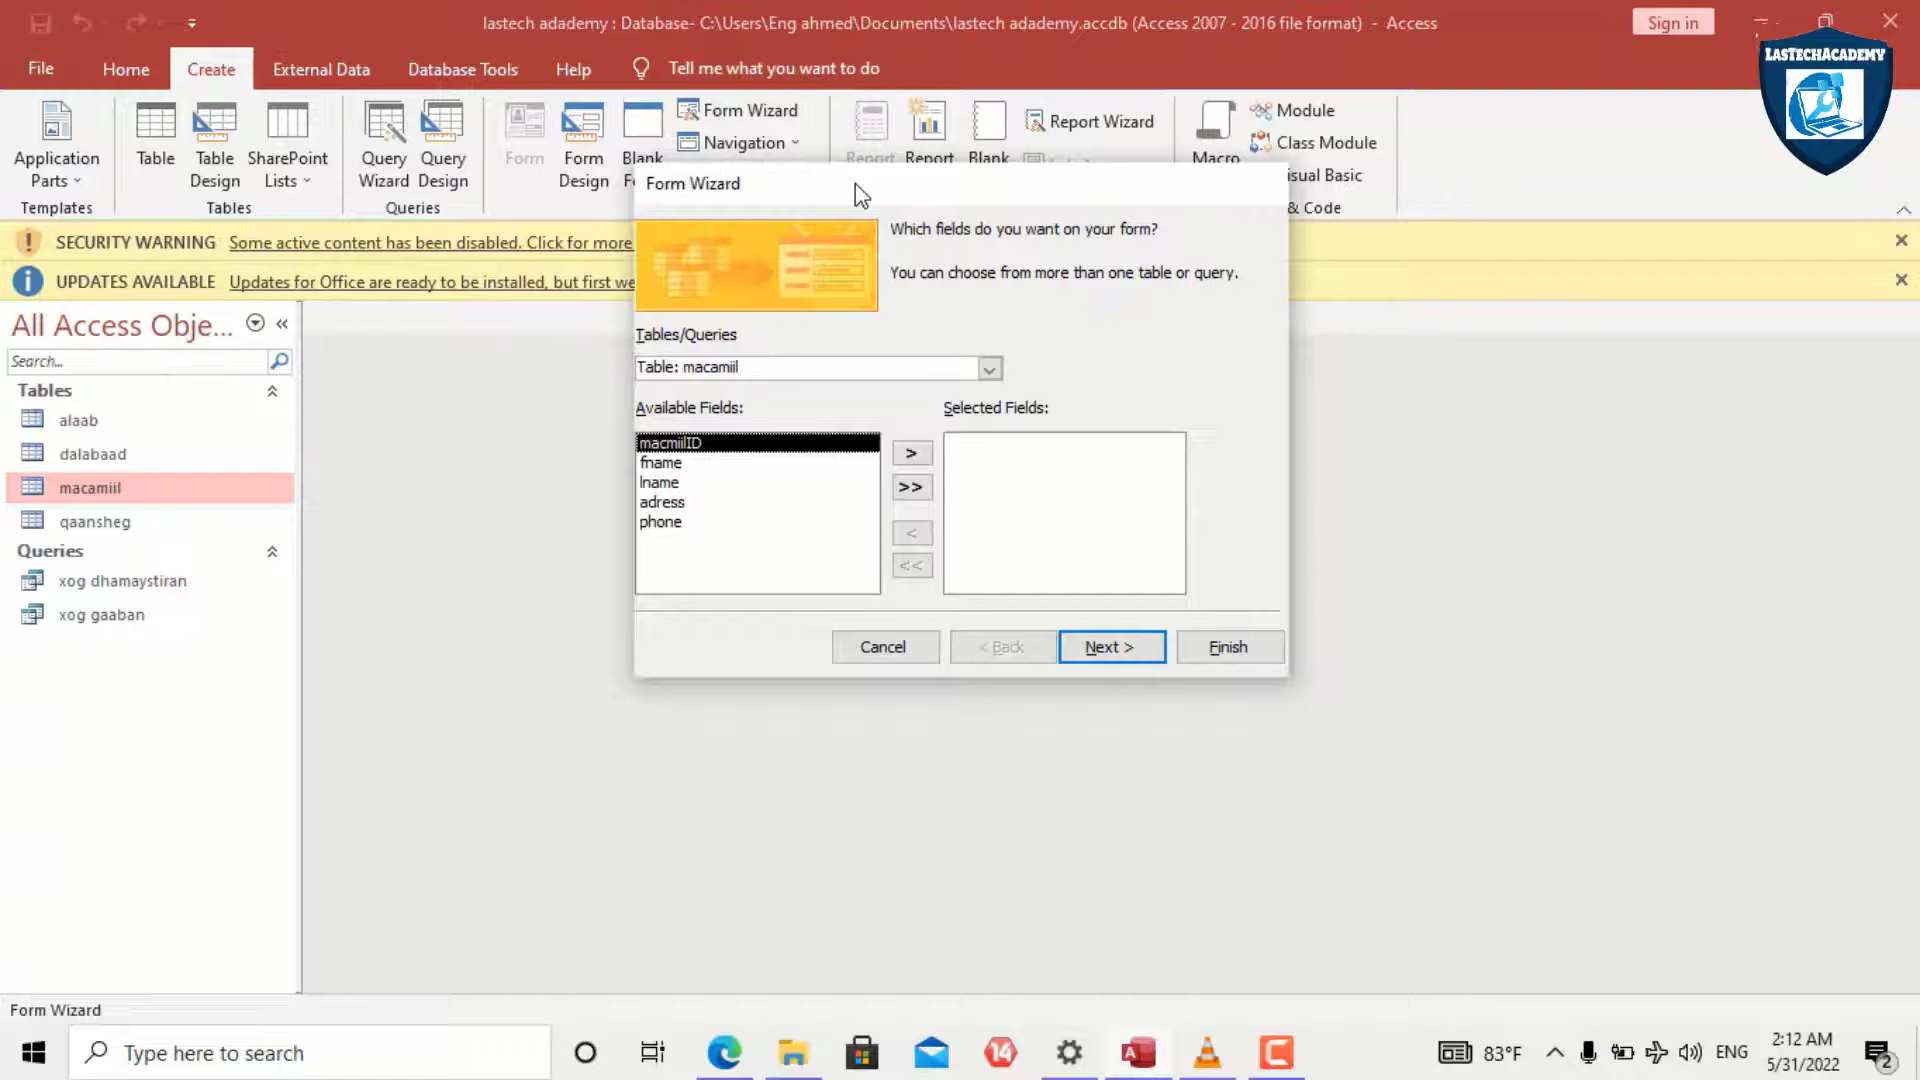 lastech adademy : Database- C:\Users\Eng ahmed\Documents\lastech adademy.accdb (Access 2007 - 2016 file format) - Access
Sign in
LASTECHACADEMY
File Home Create External Data Database Tools Help Tell me what you want to do
Application Parts
Templates
Table
Table Design
SharePoint Lists
Tables
Query Wizard
Query Design
Queries
Form
Form Design
Blank
Form Wizard
Navigation
Report
Report
Blank
Report Wizard
Macro
Module
Class Module
isual Basic
& Code
SECURITY WARNING Some active content has been disabled. Click for more
UPDATES AVAILABLE Updates for Office are ready to be installed, but first we
All Access Obje...
Search...
Tables
alaab
dalabaad
macamiil
qaansheg
Queries
xog dhamaystiran
xog gaaban
Form Wizard
Which fields do you want on your form?
You can choose from more than one table or query.
Tables/Queries
Table: macamiil
Available Fields:
Selected Fields:
macmiilID
fname
lname
adress
phone
>
>>
<
<<
Cancel
< Back
Next >
Finish
Form Wizard
Type here to search
14
83°F
ENG
2:12 AM
5/31/2022
2